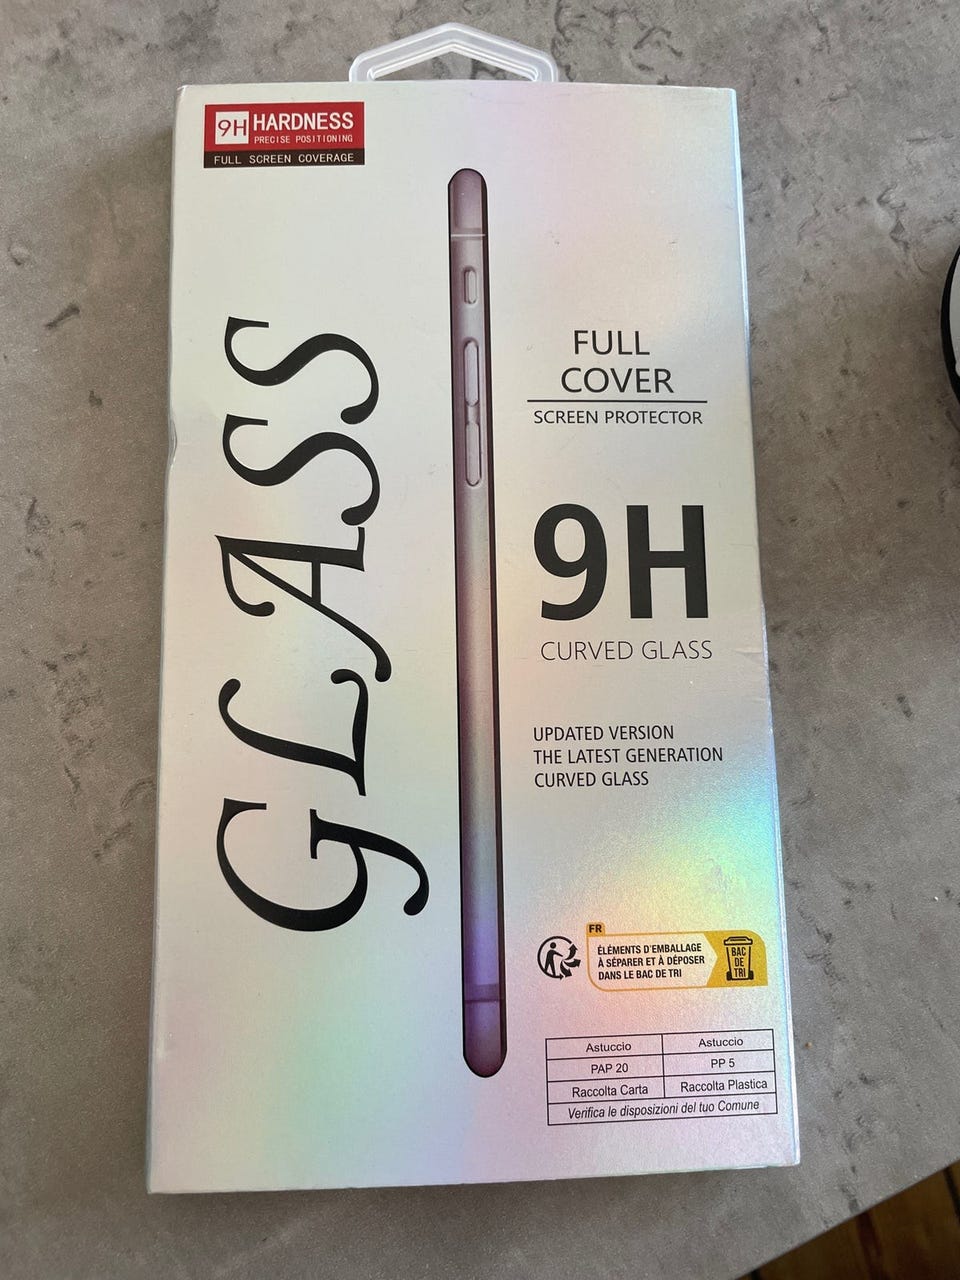 9H HARDNESS
PRECISE POSITIONING
FULL SCREEN COVERAGE
GLASS
FULL
COVER
SCREEN PROTECTOR
9H
CURVED GLASS
UPDATED VERSION
THE LATEST GENERATION
CURVED GLASS
FR
ÉLÉMENTS D'EMBALLAGE
À SÉPARER ET À DÉPOSER
DANS LE BAC DE TRI
BAC
DE
TRI
Astuccio Astuccio
PAP 20 PP 5
Raccolta Carta Raccolta Plastica
Verifica le disposizioni del tuo Comune